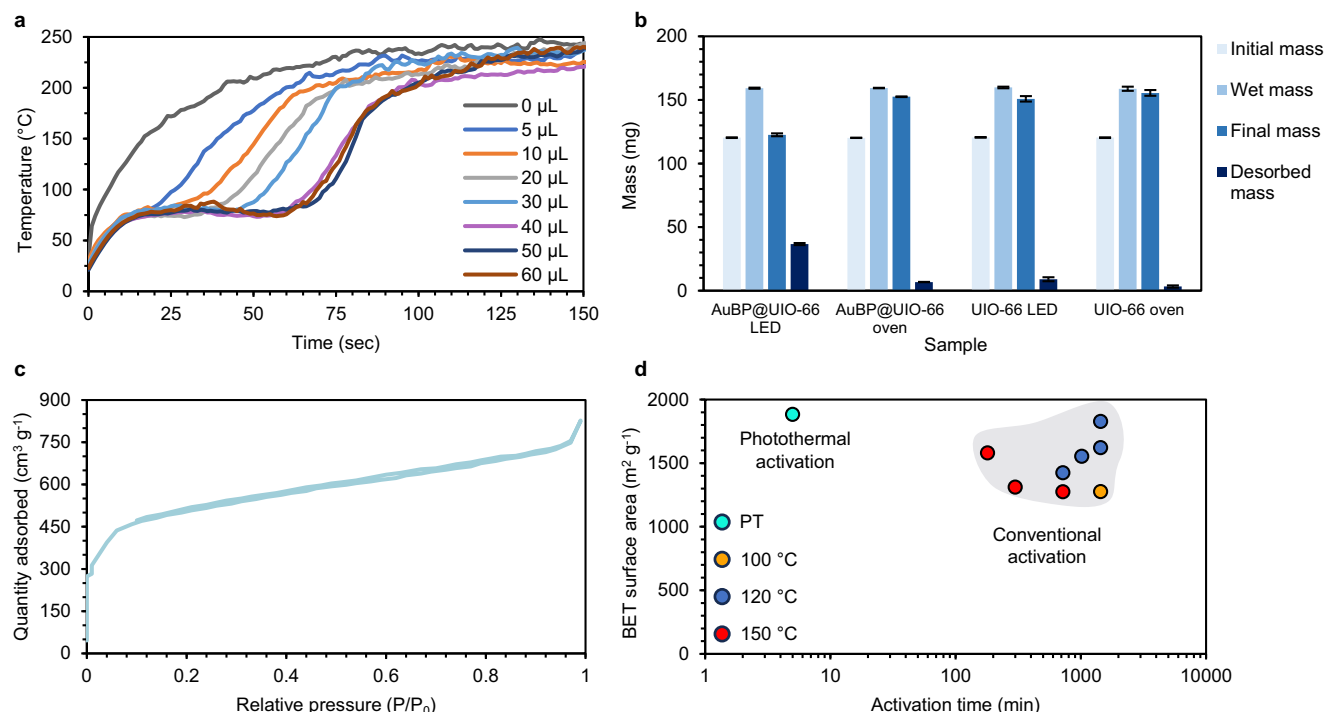 a
250
200
150
100
50
0
Temperature (°C)
0 µL
5 µL
10 µL
20 µL
30 µL
40 µL
50 µL
60 µL
0 25 50 75 100 125 150
Time (sec)
b
200
160
120
80
40
0
Mass (mg)
Initial mass
Wet mass
Final mass
Desorbed
mass
AuBP@UIO-66
LED
AuBP@UIO-66
oven
UIO-66 LED
UIO-66 oven
Sample
c
900
750
600
450
300
150
0
Quantity adsorbed (cm³ g⁻¹)
0 0.2 0.4 0.6 0.8 1
Relative pressure (P/P₀)
d
2000
1500
1000
500
0
BET surface area (m² g⁻¹)
Photothermal
activation
Conventional
activation
PT
100 °C
120 °C
150 °C
1 10 100 1000 10000
Activation time (min)